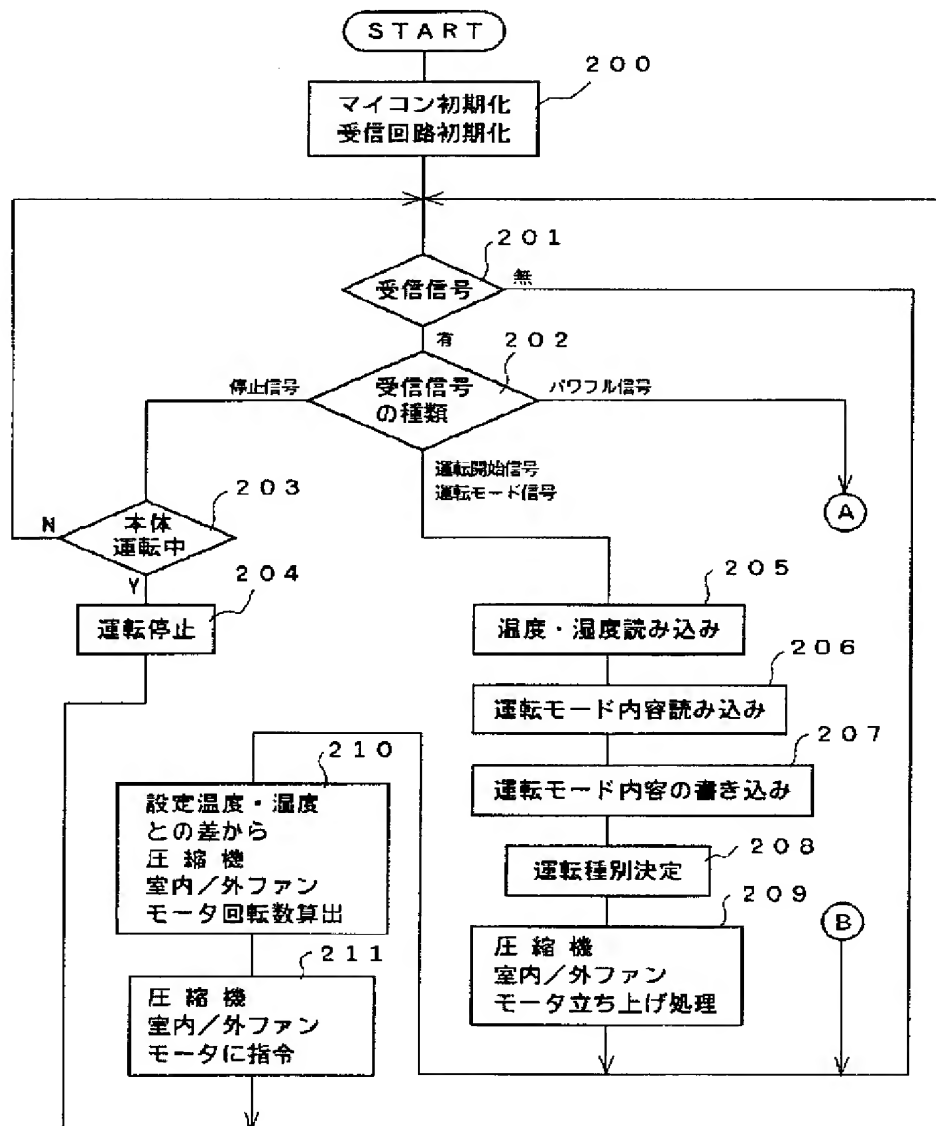 START
200
マイコン初期化
受信回路初期化
201
受信信号
無
有
202
停止信号
受信信号
の種類
パワフル信号
運転開始信号
運転モード信号
A
203
N
本体
運転中
Y
204
運転停止
205
温度・湿度読み込み
206
運転モード内容読み込み
207
運転モード内容の書き込み
208
運転種別決定
209
圧縮機
室内/外ファン
モータ立ち上げ処理
B
210
設定温度・湿度
との差から
圧縮機
室内/外ファン
モータ回転数算出
211
圧縮機
室内/外ファン
モータに指令